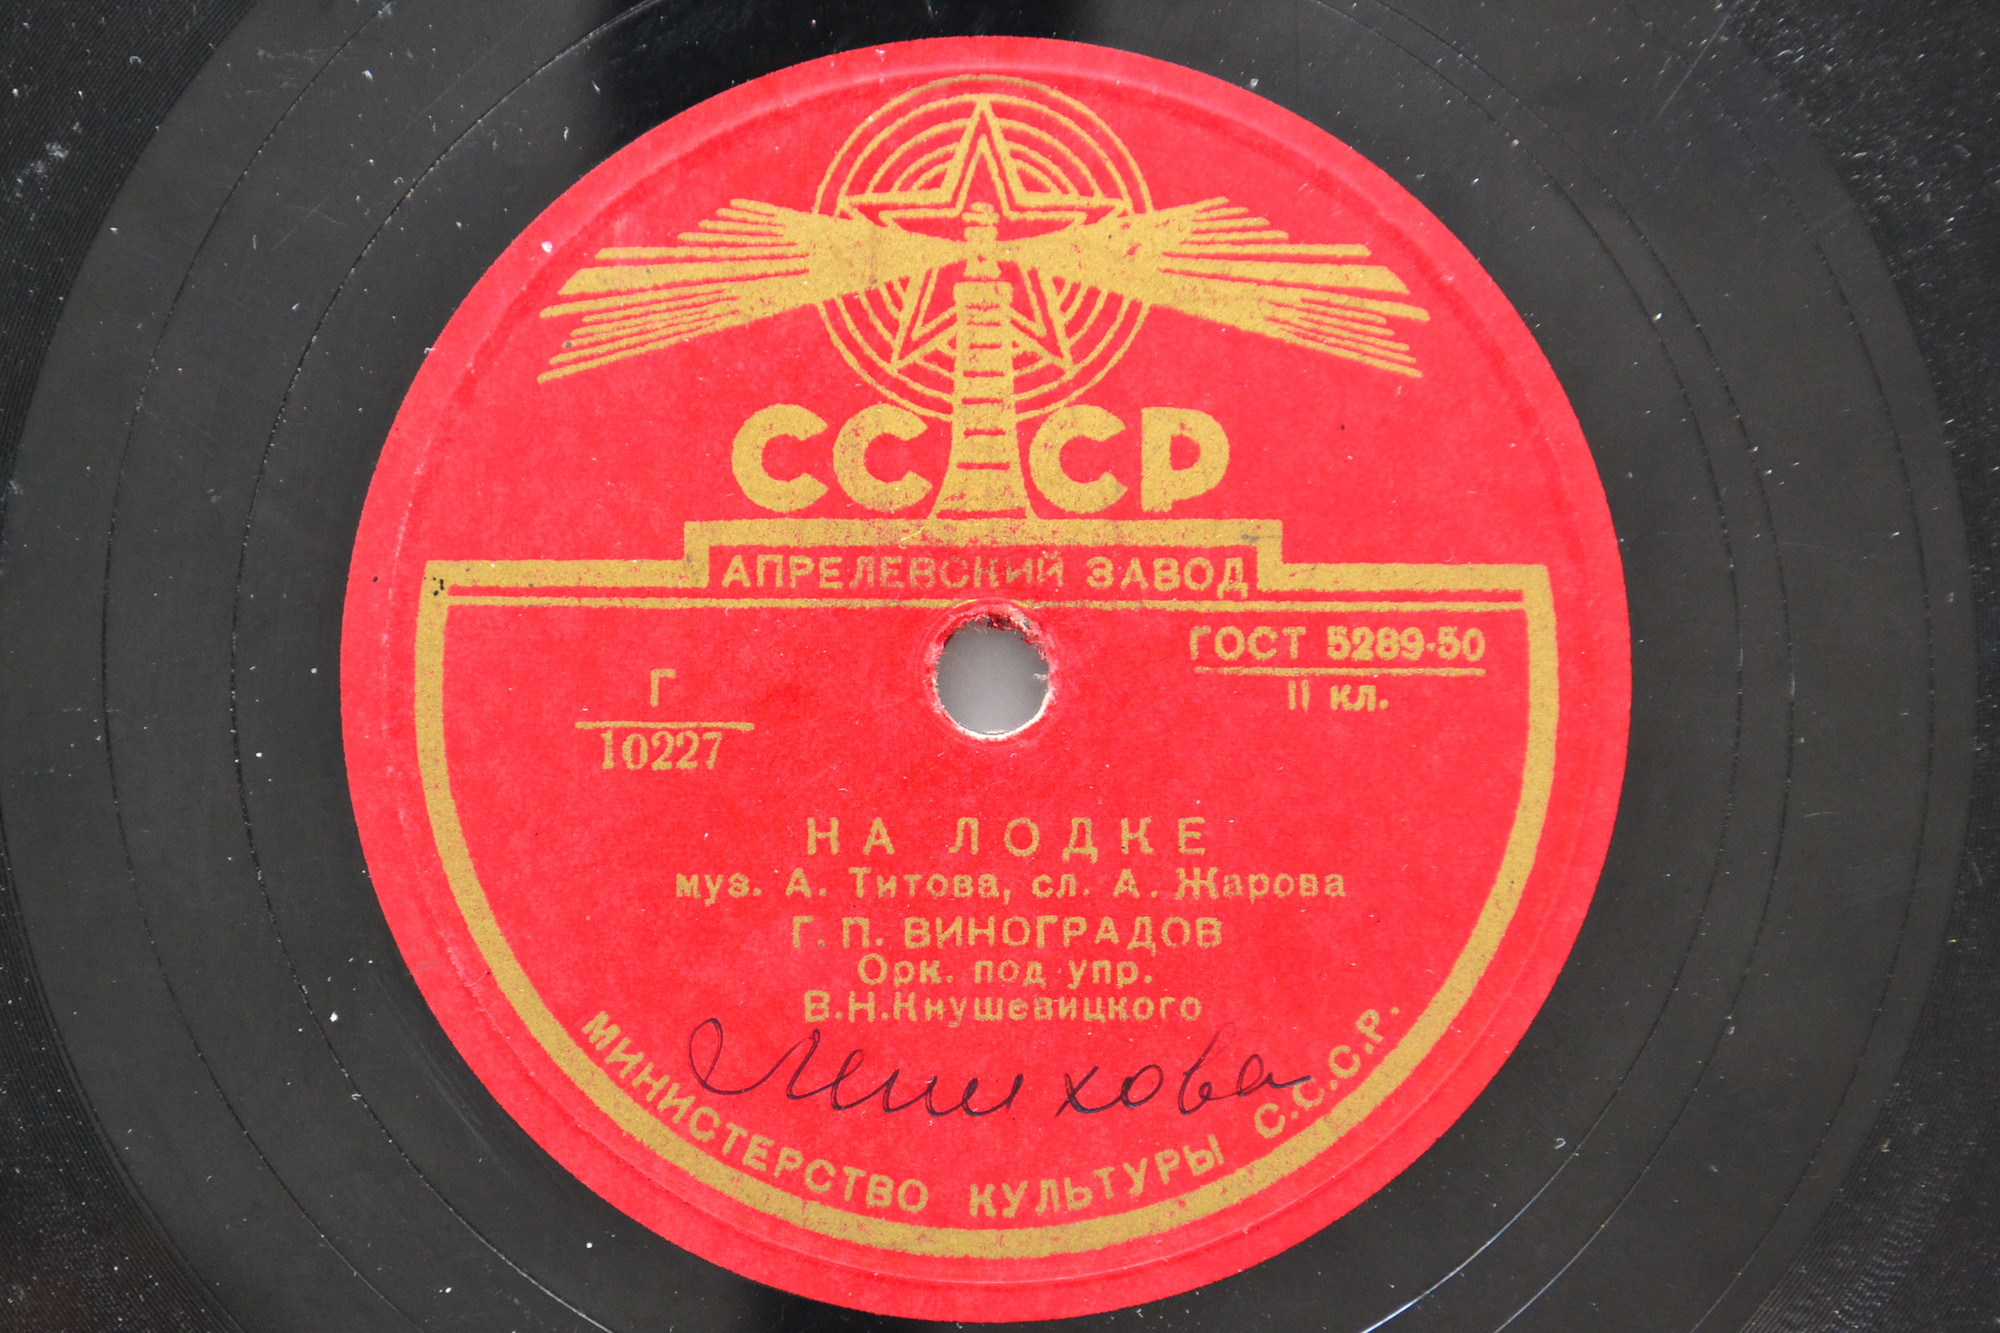 СССР
АПРЕЛЕВСКИЙ ЗАВОД
ГОСТ 5289-50
II кл.
Г
10227
НА ЛОДКЕ
муз. А. Титова, сл. А. Жарова
Г. П. ВИНОГРАДОВ
Орк. под упр.
В.Н.Кнушевицкого
МИНИСТЕРСТВО КУЛЬТУРЫ С.С.С.Р.